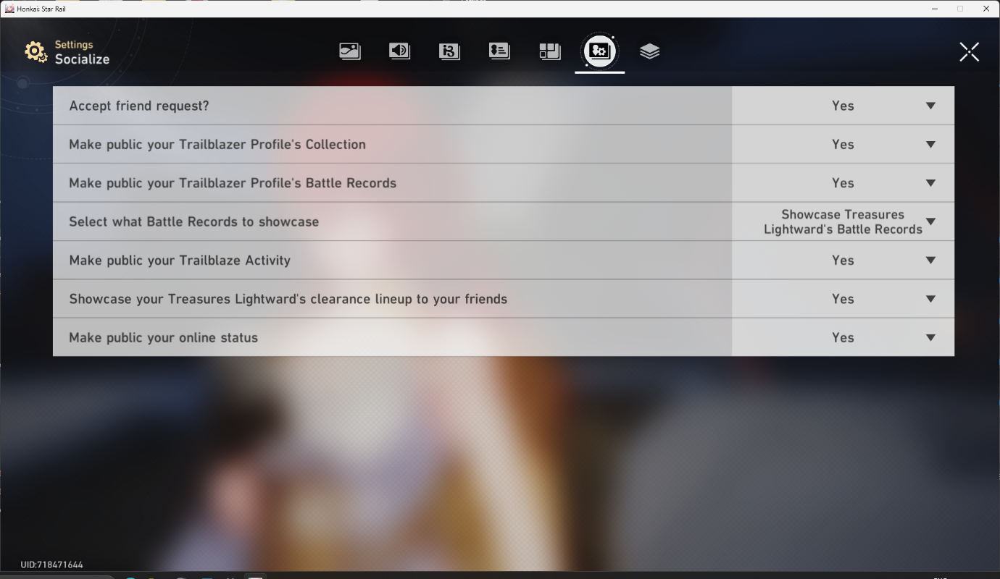 Honkai: Star Rail
Settings
Socialize
Accept friend request?
Yes
Make public your Trailblazer Profile's Collection
Yes
Make public your Trailblazer Profile's Battle Records
Yes
Select what Battle Records to showcase
Showcase Treasures
Lightward's Battle Records
Make public your Trailblaze Activity
Yes
Showcase your Treasures Lightward's clearance lineup to your friends
Yes
Make public your online status
Yes
UID:718471644